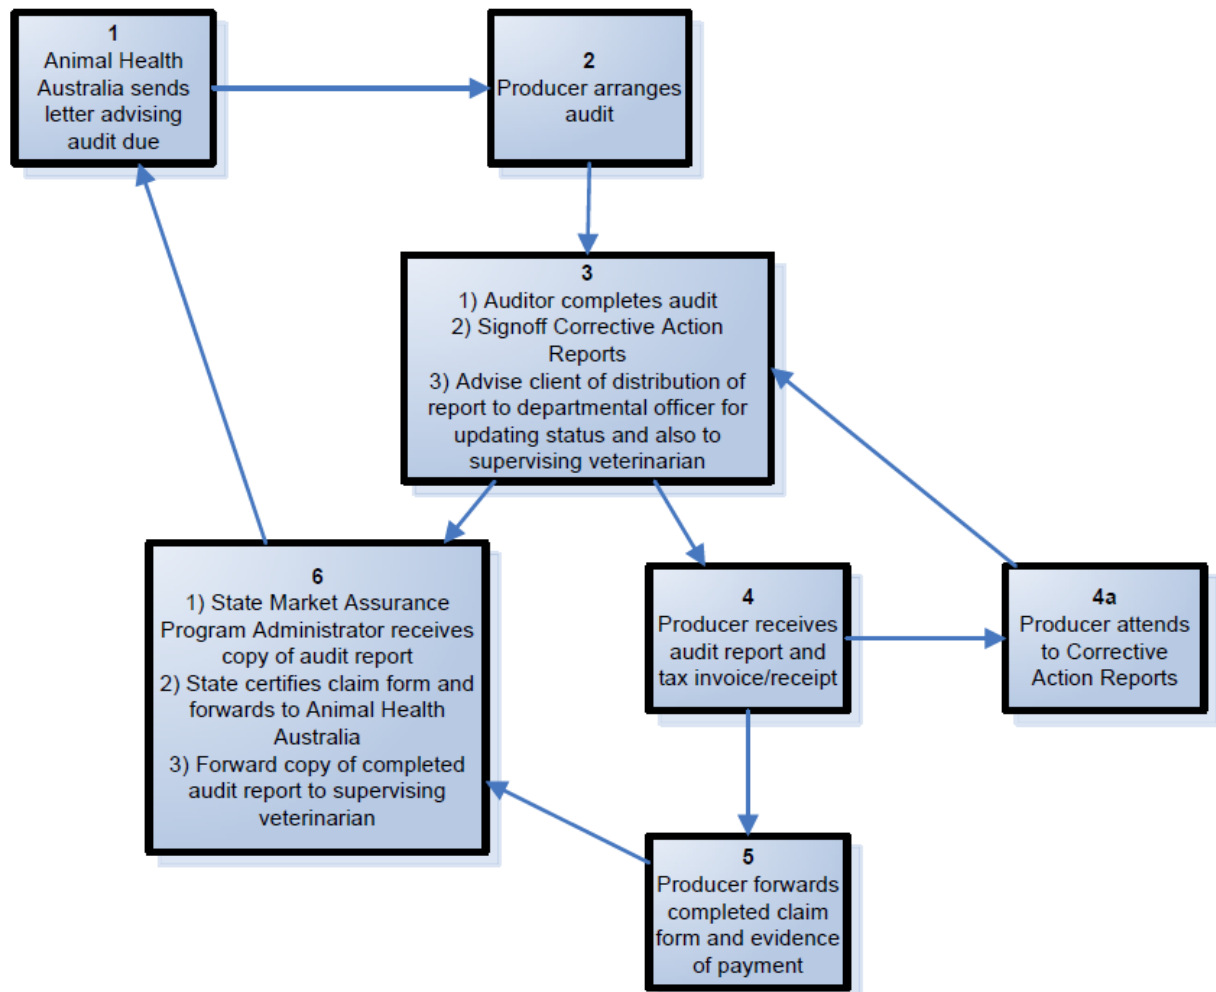 1
Animal Health
Australia sends
letter advising
audit due
2
Producer arranges
audit
3
1) Auditor completes audit
2) Signoff Corrective Action
Reports
3) Advise client of distribution of
report to departmental officer for
updating status and also to
supervising veterinarian
6
1) State Market Assurance
Program Administrator receives
copy of audit report
2) State certifies claim form and
forwards to Animal Health
Australia
3) Forward copy of completed
audit report to supervising
veterinarian
4
Producer receives
audit report and
tax invoice/receipt
4a
Producer attends
to Corrective
Action Reports
5
Producer forwards
completed claim
form and evidence
of payment